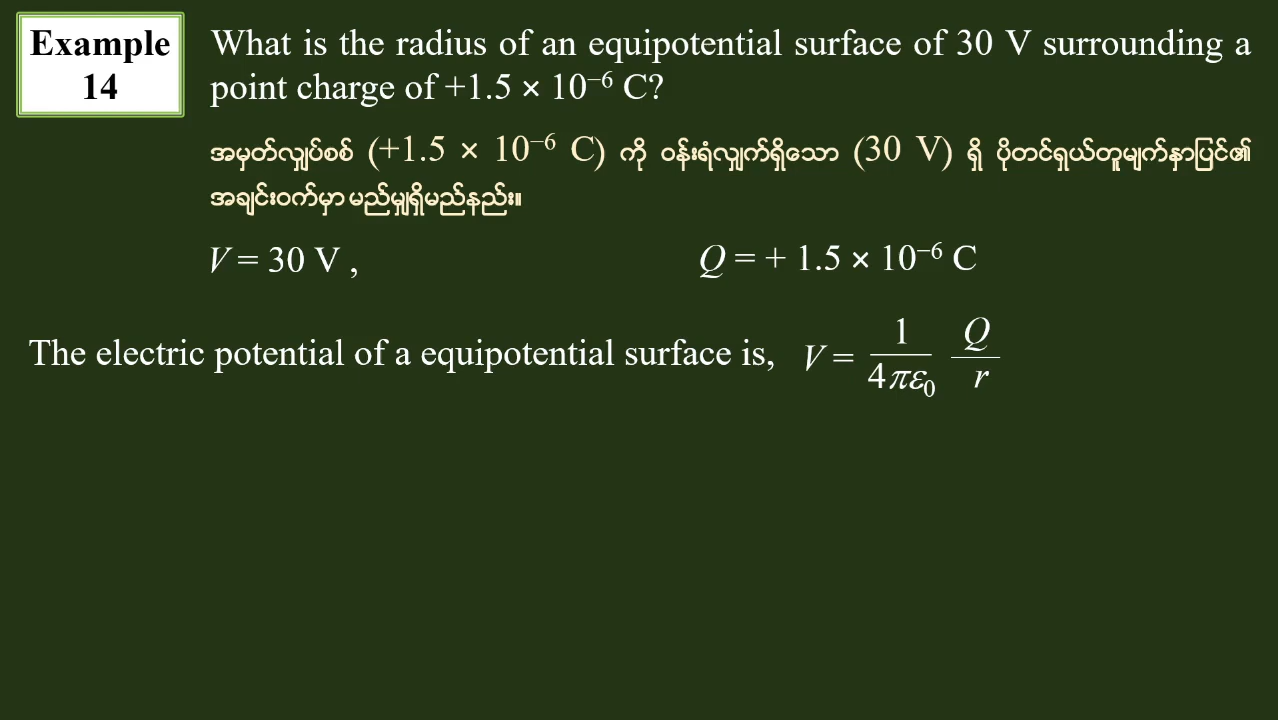 Example
14
What is the radius of an equipotential surface of 30 V surrounding a
point charge of +1.5 × 10⁻⁶ C?
အမှတ်လျှပ်စစ် (+1.5 × 10⁻⁶ C) ကို ဝန်းရံလျှက်ရှိသော (30 V) ရှိ ပိုတင်ရှယ်တူမျက်နှာပြင်၏
အချင်းဝက်မှာ မည်မျှရှိမည်နည်း။
V = 30 V , Q = + 1.5 × 10⁻⁶ C
The electric potential of a equipotential surface is, V = 1/4πε₀ Q/r